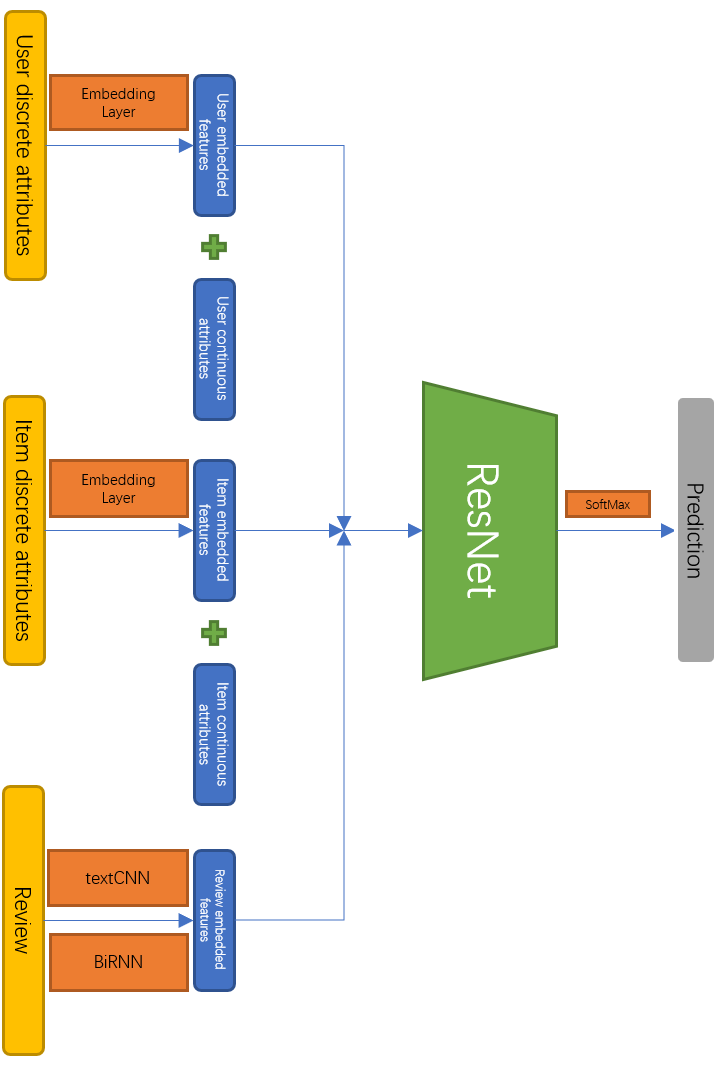 User discrete attributes
Embedding
Layer
User embedded
features
User continuous
attributes
Item discrete attributes
Embedding
Layer
Item embedded
features
Item continuous
attributes
Review
textCNN
BiRNN
Review embedded
features
ResNet
SoftMax
Prediction